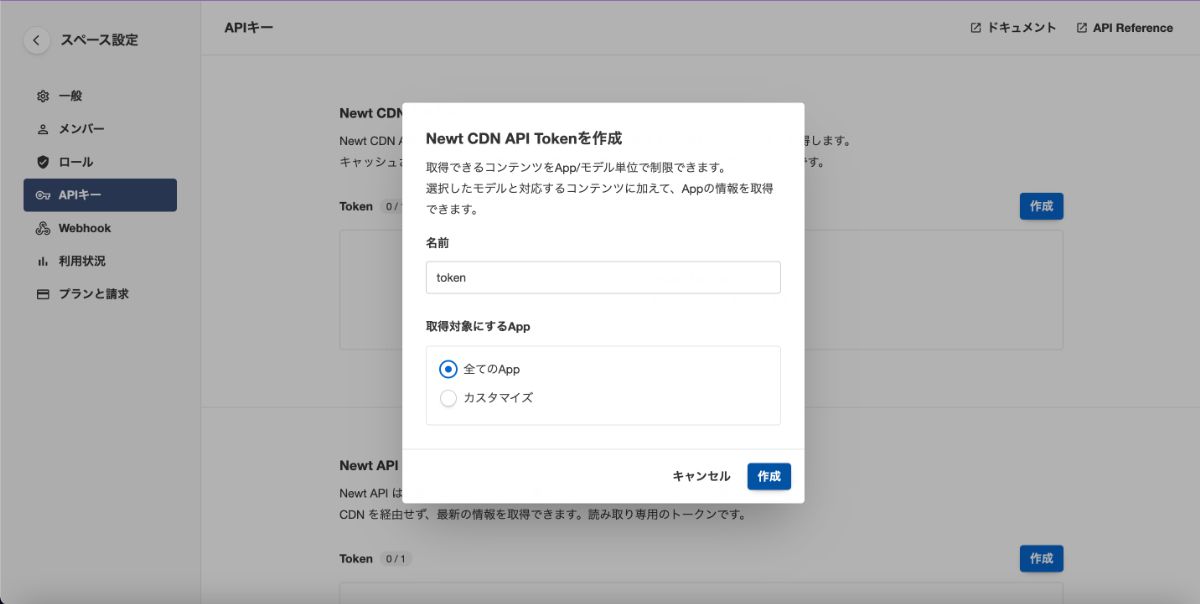 スペース設定
一般
メンバー
ロール
APIキー
Webhook
利用状況
プランと請求
APIキー
ドキュメント
API Reference
Newt CDN
Newt CDN
得します。
キャッシュ
です。
Token 0 /
作成
Newt CDN API Tokenを作成
取得できるコンテンツをApp/モデル単位で制限できます。
選択したモデルと対応するコンテンツに加えて、Appの情報を取得
できます。
名前
token
取得対象にするApp
全てのApp
カスタマイズ
キャンセル
作成
Newt API
Newt API は
CDN を経由せず、最新の情報を取得できます。読み取り専用のトークンです。
Token 0 / 1
作成